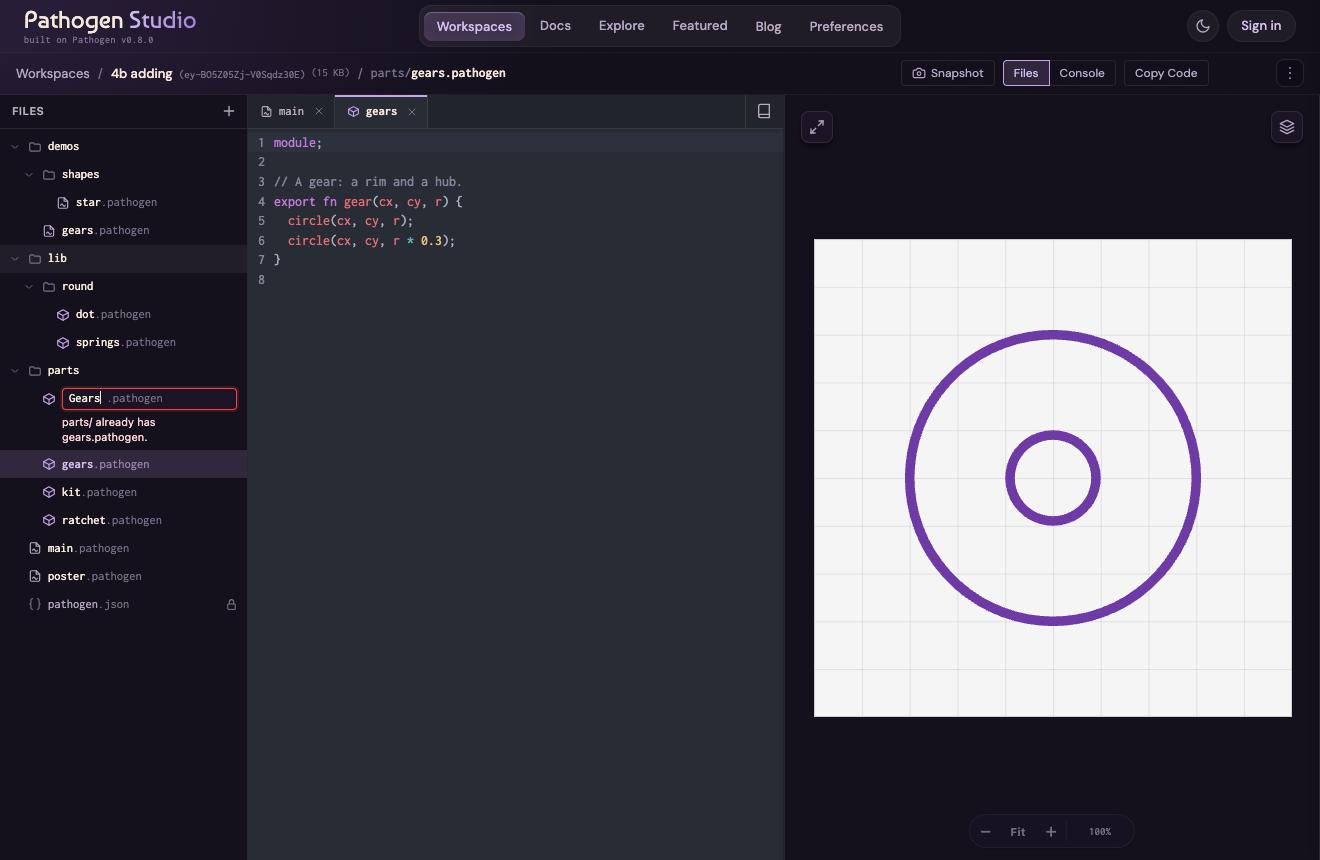 Pathogen Studio
built on Pathogen v0.8.0
Workspaces Docs Explore Featured Blog Preferences
Sign in
Workspaces / 4b adding (ey-BO5Z05Zj-V0Sqdz30E) (15 KB) / parts/gears.pathogen
Snapshot Files Console Copy Code
FILES
main
gears
demos
shapes
star.pathogen
gears.pathogen
lib
round
dot.pathogen
springs.pathogen
parts
Gears .pathogen
parts/ already has
gears.pathogen.
gears.pathogen
kit.pathogen
ratchet.pathogen
main.pathogen
poster.pathogen
{} pathogen.json
1 module;
2
3 // A gear: a rim and a hub.
4 export fn gear(cx, cy, r) {
5 circle(cx, cy, r);
6 circle(cx, cy, r * 0.3);
7 }
8
− Fit + 100%